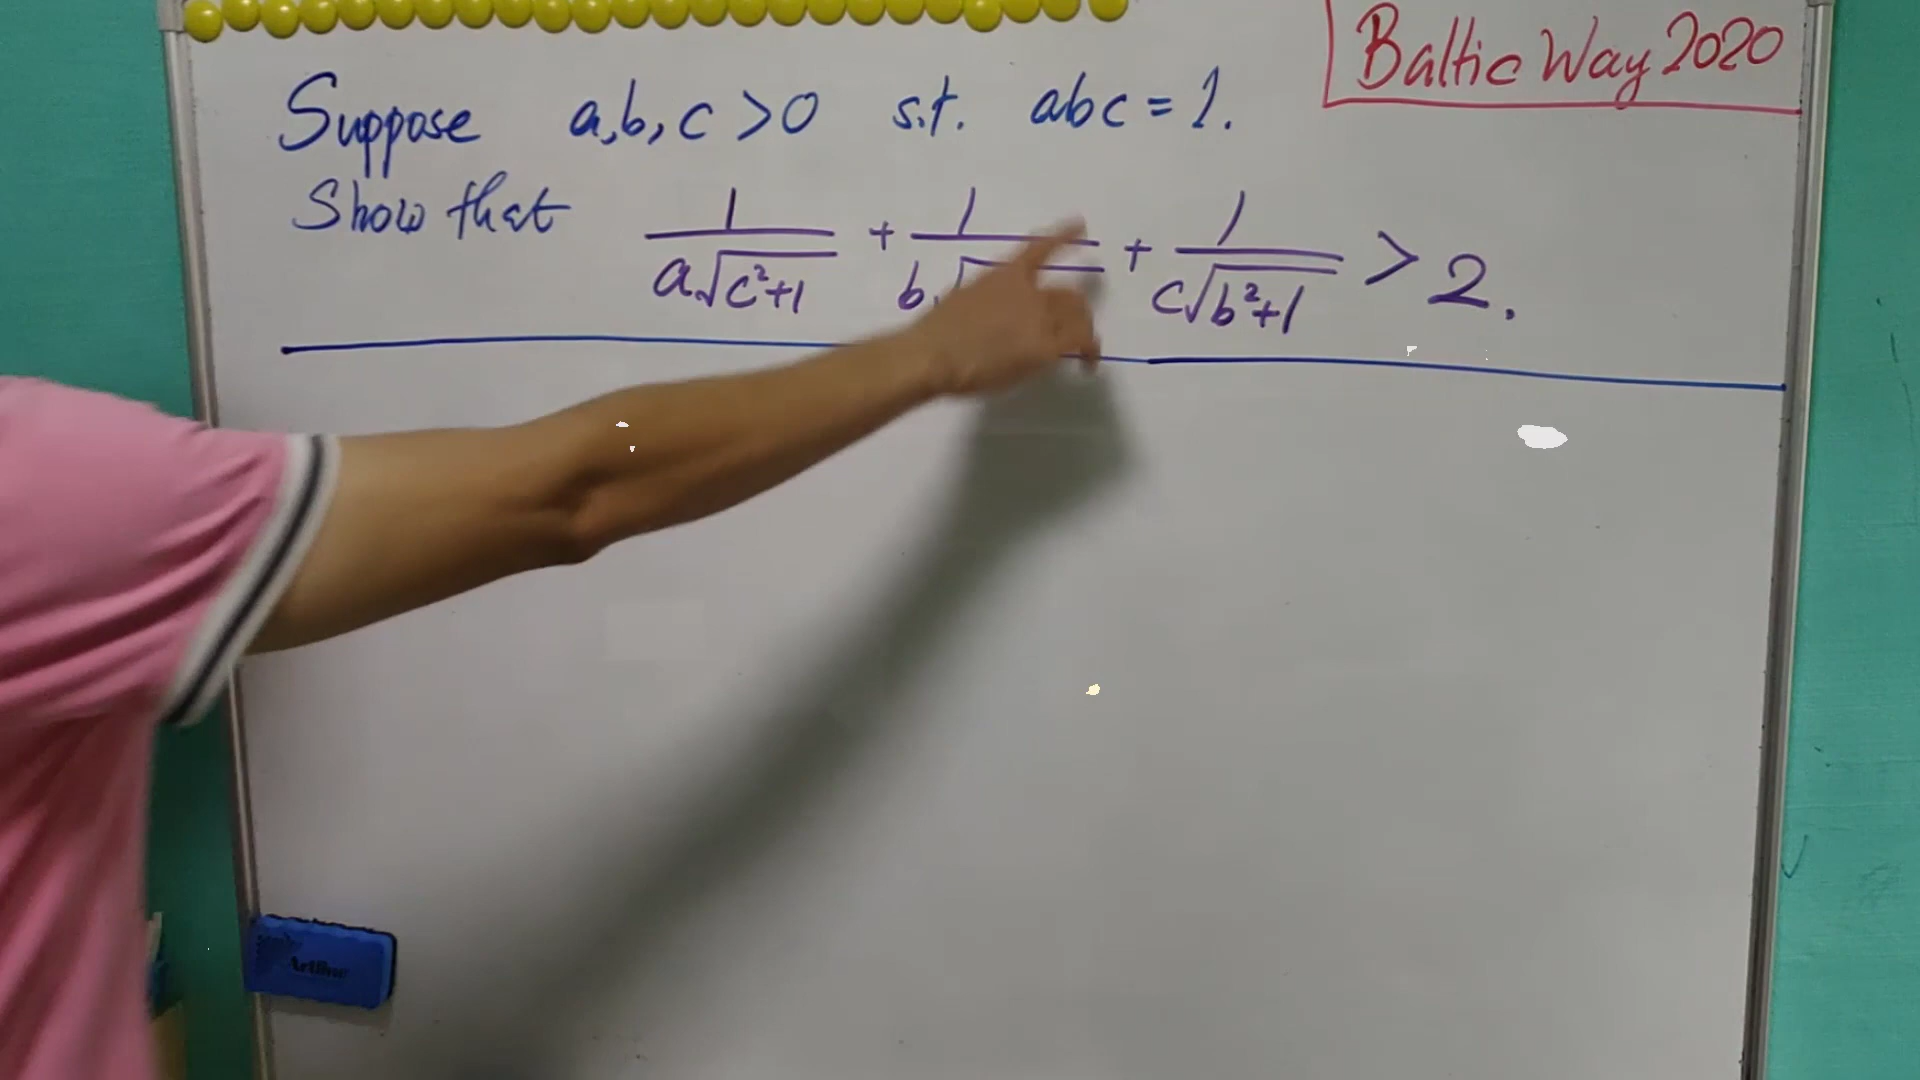 Baltic Way 2020
Suppose a,b,c >0 s.t. abc = 1.
Show that 1/(a√(c²+1)) + 1/(b√ + 1/(c√(b²+1)) > 2.
Artline